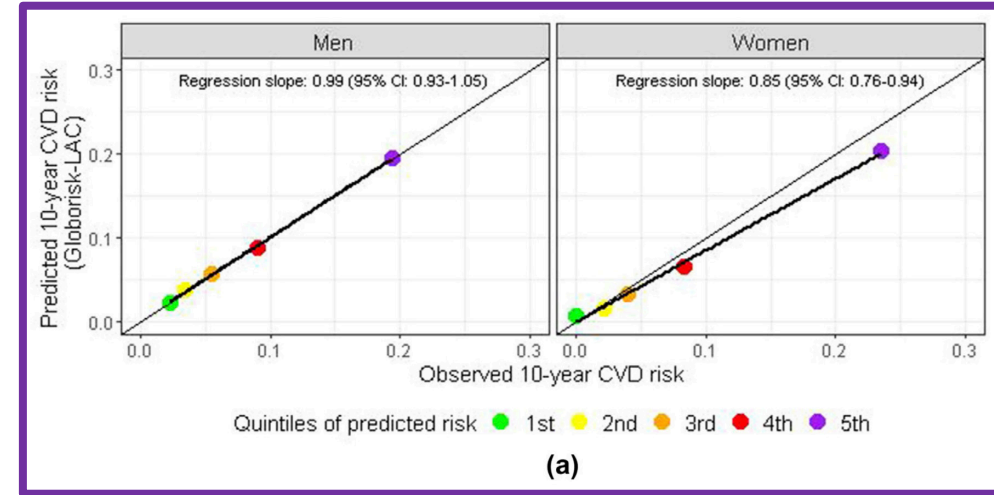 Men
Women
Regression slope: 0.99 (95% CI: 0.93-1.05)
Regression slope: 0.85 (95% CI: 0.76-0.94)
Predicted 10-year CVD risk
(Globorisk-LAC)
0.3
0.2
0.1
0.0
0.0 0.1 0.2 0.3
0.0 0.1 0.2 0.3
Observed 10-year CVD risk
Quintiles of predicted risk 1st 2nd 3rd 4th 5th
(a)